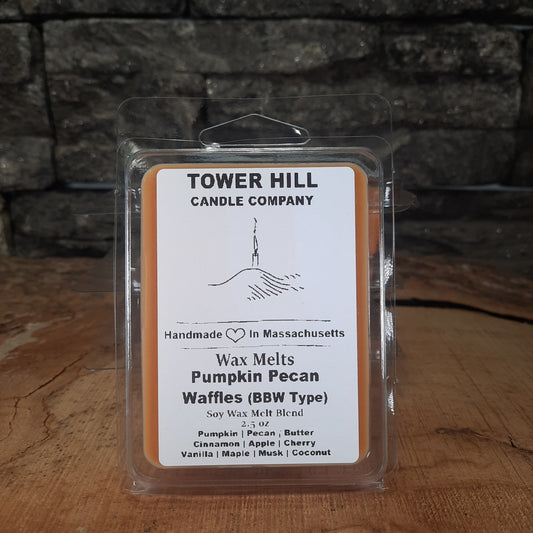 TOWER HILL
CANDLE COMPANY
Handmade In Massachusetts
Wax Melts
Pumpkin Pecan
Waffles (BBW Type)
Soy Wax Melt Blend
2.5 oz
Pumpkin | Pecan , Butter
Cinnamon | Apple | Cherry
Vanilla | Maple | Musk | Coconut